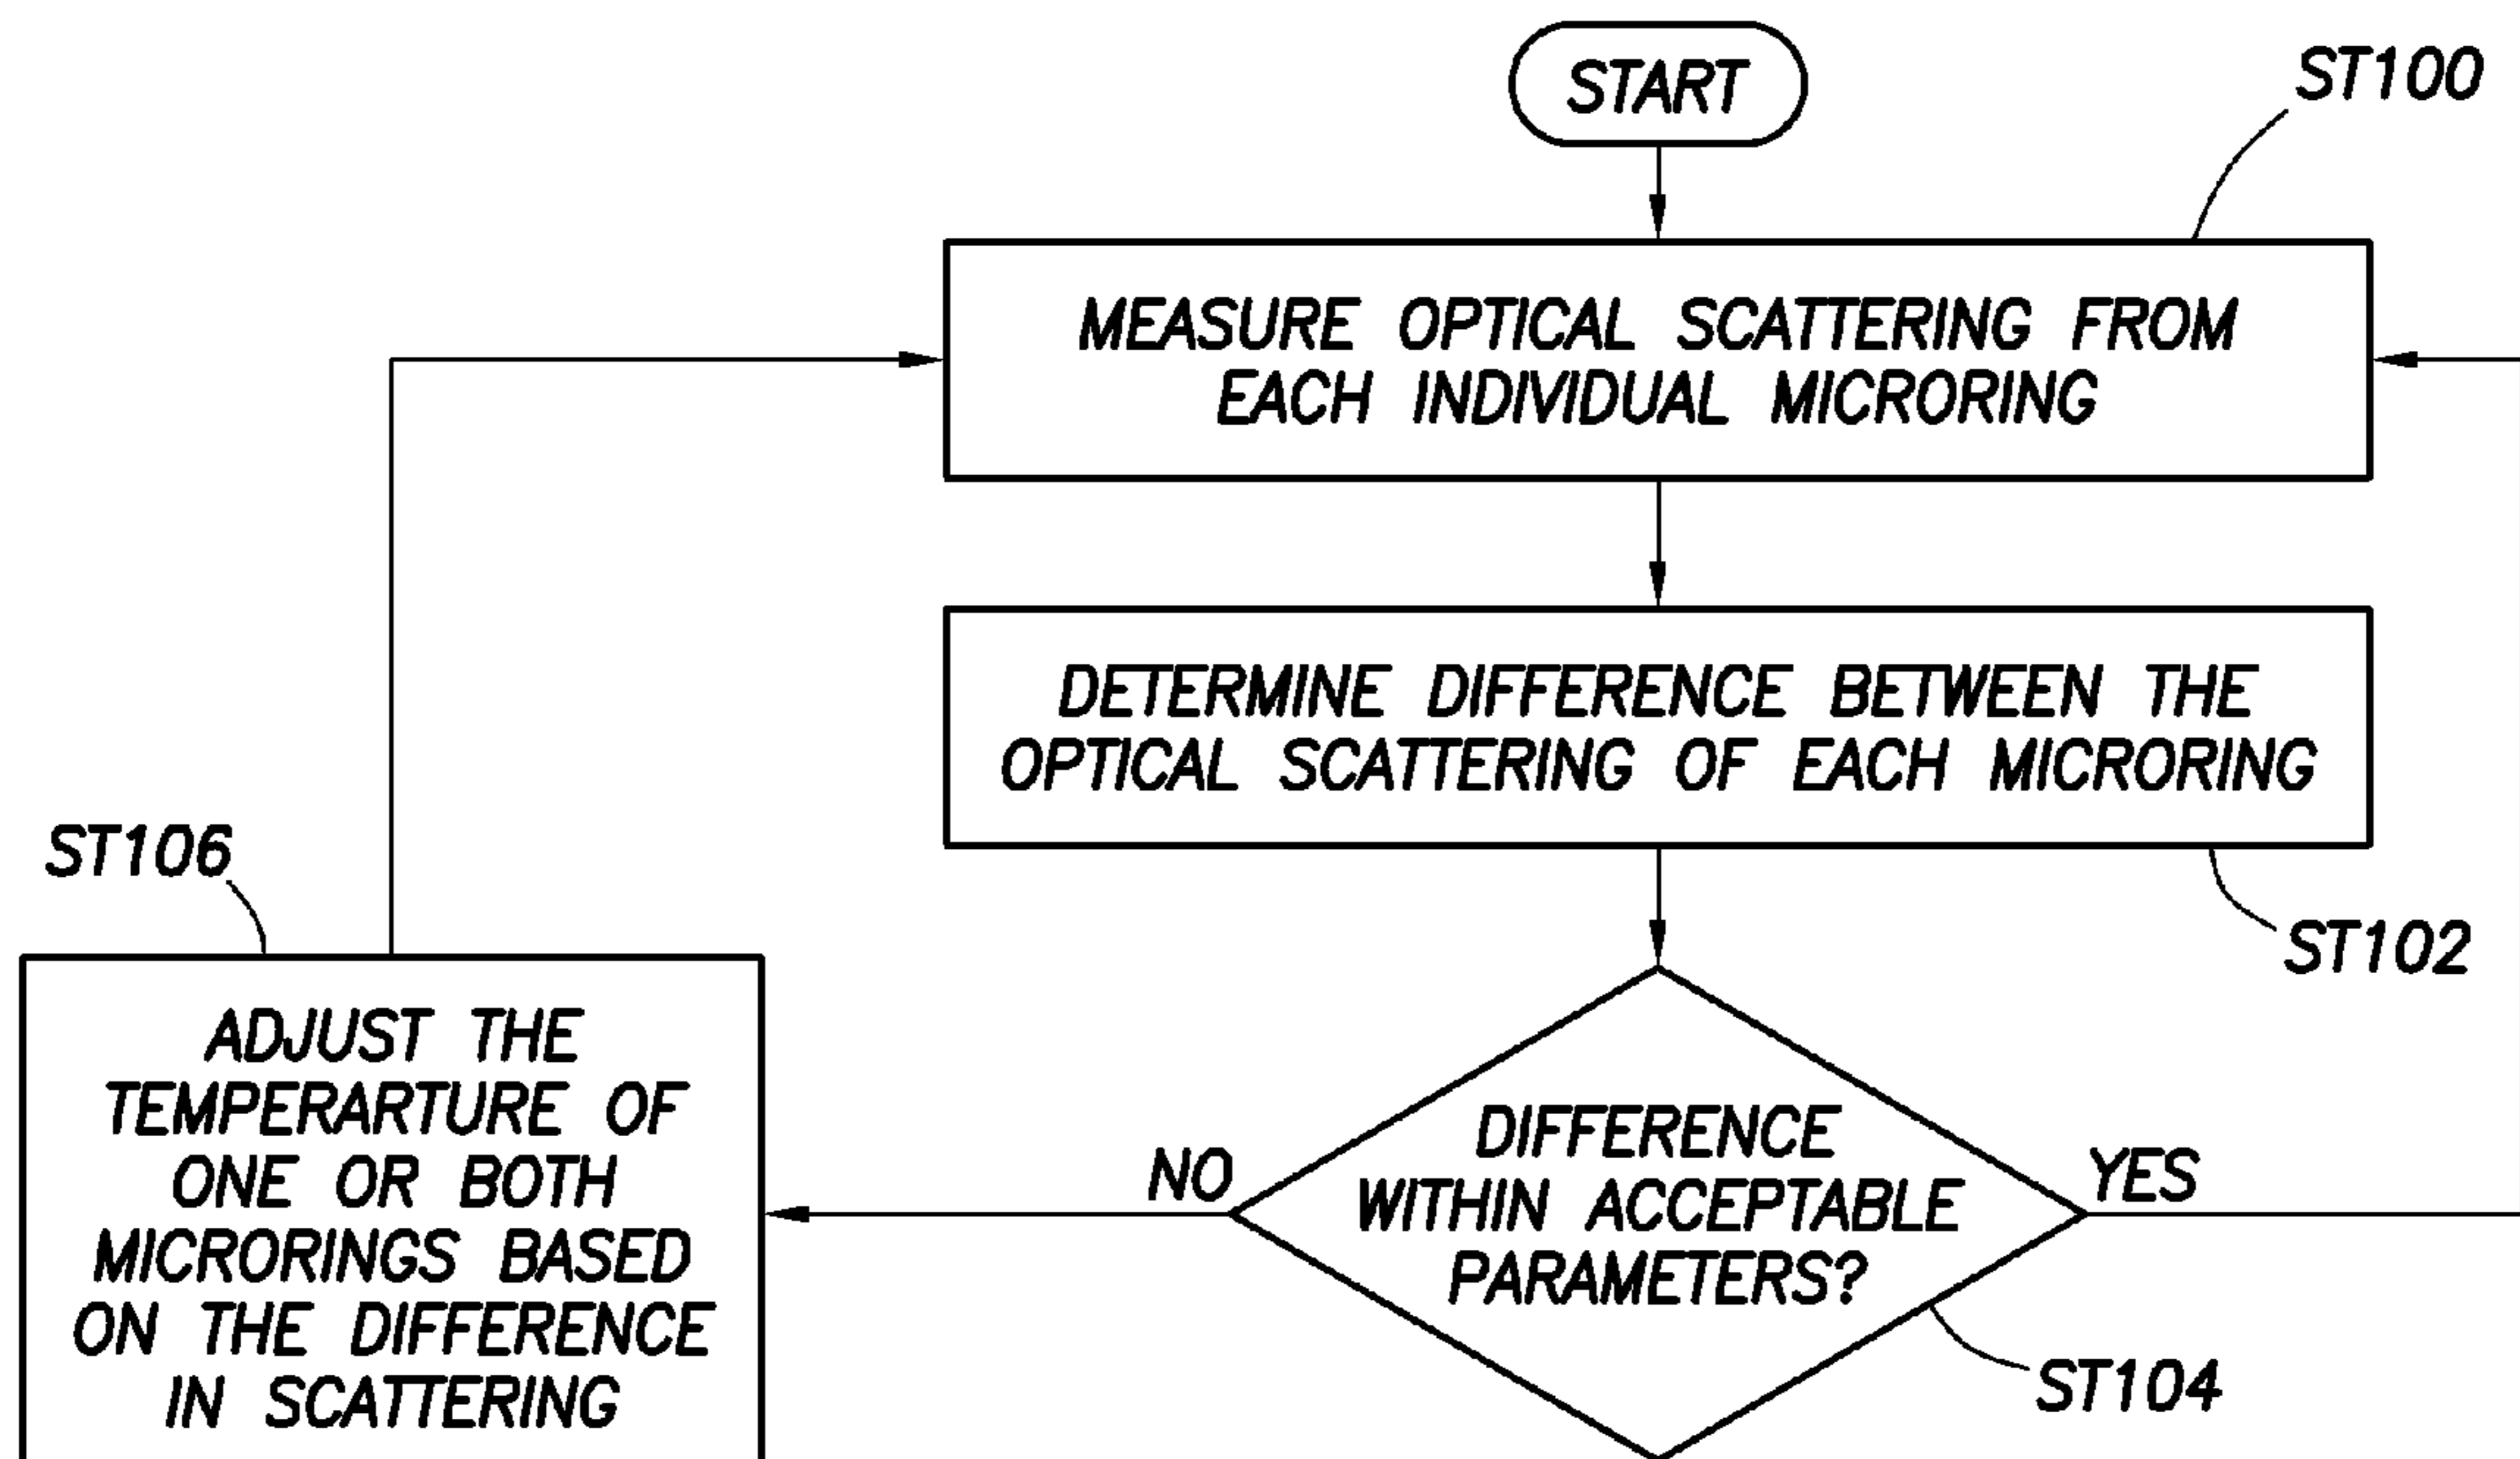 START
ST100
MEASURE OPTICAL SCATTERING FROM
EACH INDIVIDUAL MICRORING
DETERMINE DIFFERENCE BETWEEN THE
OPTICAL SCATTERING OF EACH MICRORING
ST102
ST106
ADJUST THE
TEMPERARTURE OF
ONE OR BOTH
MICRORINGS BASED
ON THE DIFFERENCE
IN SCATTERING
NO
DIFFERENCE
WITHIN ACCEPTABLE
PARAMETERS?
YES
ST104